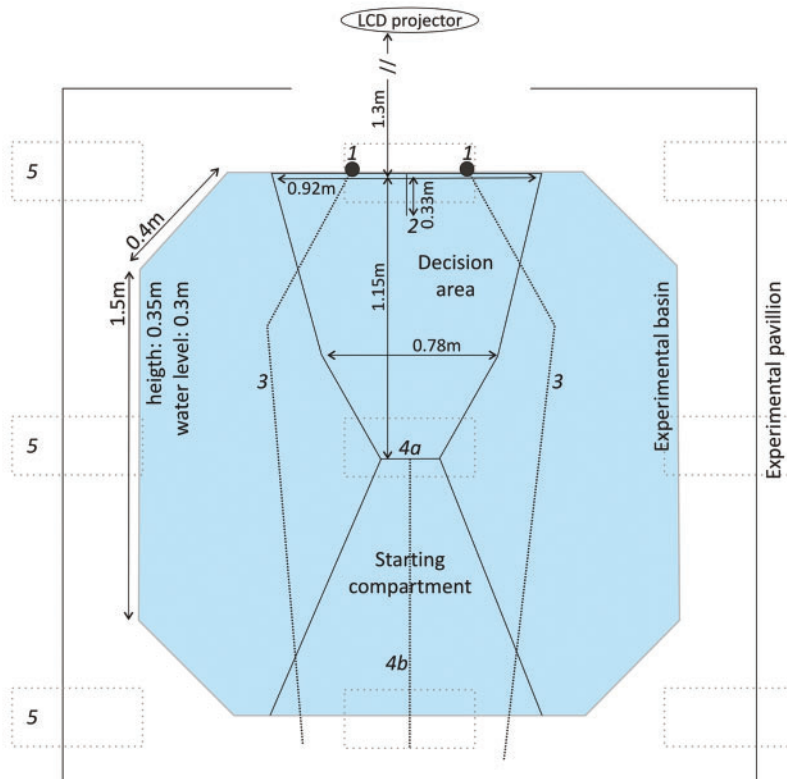 LCD projector
1.3m
1
1
5
0.92m
0.33m
2
0.4m
Decision
area
1.15m
1.5m
heigth: 0.35m
water level: 0.3m
0.78m
3
3
Experimental basin
Experimental pavillion
5
4a
Starting
compartment
4b
5